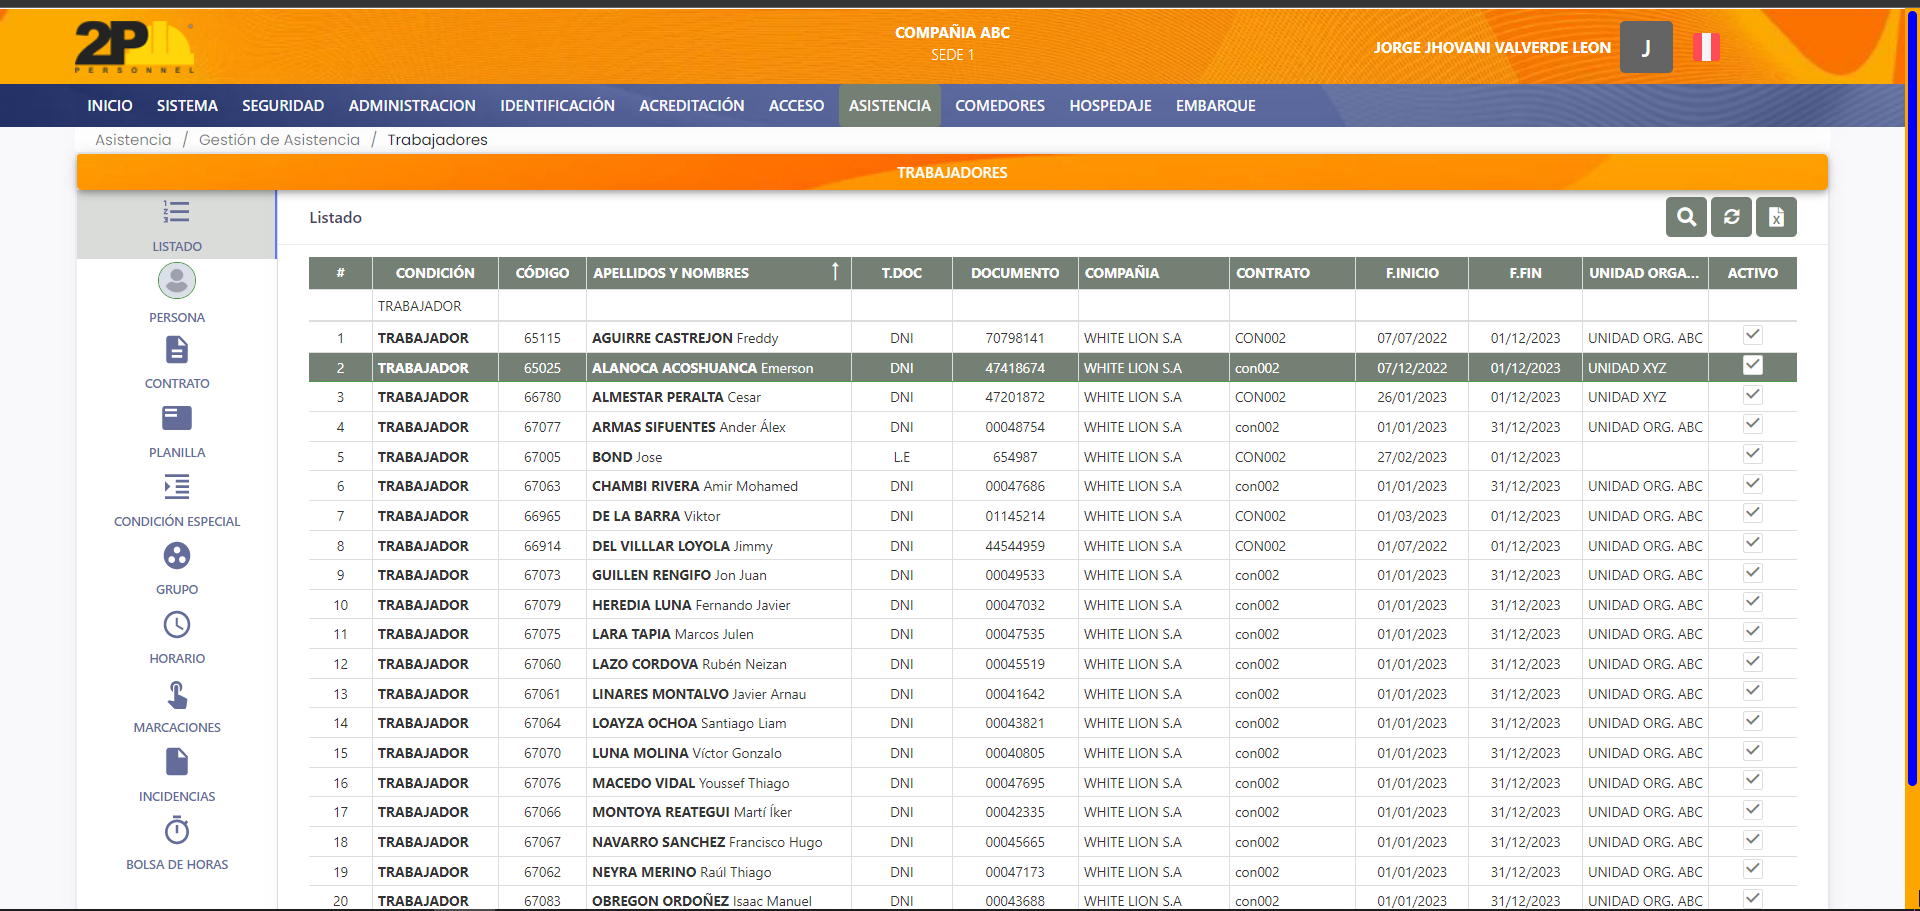 2P
PERSONNEL
COMPAÑIA ABC
SEDE 1
JORGE JHOVANI VALVERDE LEON
J
INICIO SISTEMA SEGURIDAD ADMINISTRACION IDENTIFICACIÓN ACREDITACIÓN ACCESO ASISTENCIA COMEDORES HOSPEDAJE EMBARQUE
Asistencia / Gestión de Asistencia / Trabajadores
TRABAJADORES
LISTADO
PERSONA
CONTRATO
PLANILLA
CONDICIÓN ESPECIAL
GRUPO
HORARIO
MARCACIONES
INCIDENCIAS
BOLSA DE HORAS
Listado
# CONDICIÓN CÓDIGO APELLIDOS Y NOMBRES T.DOC DOCUMENTO COMPAÑIA CONTRATO F.INICIO F.FIN UNIDAD ORGA... ACTIVO
TRABAJADOR
1 TRABAJADOR 65115 AGUIRRE CASTREJON Freddy DNI 70798141 WHITE LION S.A CON002 07/07/2022 01/12/2023 UNIDAD ORG. ABC
2 TRABAJADOR 65025 ALANOCA ACOSHUANCA Emerson DNI 47418674 WHITE LION S.A con002 07/12/2022 01/12/2023 UNIDAD XYZ
3 TRABAJADOR 66780 ALMESTAR PERALTA Cesar DNI 47201872 WHITE LION S.A CON002 26/01/2023 01/12/2023 UNIDAD XYZ
4 TRABAJADOR 67077 ARMAS SIFUENTES Ander Álex DNI 00048754 WHITE LION S.A con002 01/01/2023 31/12/2023 UNIDAD ORG. ABC
5 TRABAJADOR 67005 BOND Jose L.E 654987 WHITE LION S.A CON002 27/02/2023 01/12/2023
6 TRABAJADOR 67063 CHAMBI RIVERA Amir Mohamed DNI 00047686 WHITE LION S.A con002 01/01/2023 31/12/2023 UNIDAD ORG. ABC
7 TRABAJADOR 66965 DE LA BARRA Viktor DNI 01145214 WHITE LION S.A CON002 01/03/2023 01/12/2023 UNIDAD ORG. ABC
8 TRABAJADOR 66914 DEL VILLLAR LOYOLA Jimmy DNI 44544959 WHITE LION S.A CON002 01/07/2022 01/12/2023 UNIDAD ORG. ABC
9 TRABAJADOR 67073 GUILLEN RENGIFO Jon Juan DNI 00049533 WHITE LION S.A con002 01/01/2023 31/12/2023 UNIDAD ORG. ABC
10 TRABAJADOR 67079 HEREDIA LUNA Fernando Javier DNI 00047032 WHITE LION S.A con002 01/01/2023 31/12/2023 UNIDAD ORG. ABC
11 TRABAJADOR 67075 LARA TAPIA Marcos Julen DNI 00047535 WHITE LION S.A con002 01/01/2023 31/12/2023 UNIDAD ORG. ABC
12 TRABAJADOR 67060 LAZO CORDOVA Rubén Neizan DNI 00045519 WHITE LION S.A con002 01/01/2023 31/12/2023 UNIDAD ORG. ABC
13 TRABAJADOR 67061 LINARES MONTALVO Javier Arnau DNI 00041642 WHITE LION S.A con002 01/01/2023 31/12/2023 UNIDAD ORG. ABC
14 TRABAJADOR 67064 LOAYZA OCHOA Santiago Liam DNI 00043821 WHITE LION S.A con002 01/01/2023 31/12/2023 UNIDAD ORG. ABC
15 TRABAJADOR 67070 LUNA MOLINA Víctor Gonzalo DNI 00040805 WHITE LION S.A con002 01/01/2023 31/12/2023 UNIDAD ORG. ABC
16 TRABAJADOR 67076 MACEDO VIDAL Youssef Thiago DNI 00047695 WHITE LION S.A con002 01/01/2023 31/12/2023 UNIDAD ORG. ABC
17 TRABAJADOR 67066 MONTOYA REATEGUI Martí Íker DNI 00042335 WHITE LION S.A con002 01/01/2023 31/12/2023 UNIDAD ORG. ABC
18 TRABAJADOR 67067 NAVARRO SANCHEZ Francisco Hugo DNI 00045665 WHITE LION S.A con002 01/01/2023 31/12/2023 UNIDAD ORG. ABC
19 TRABAJADOR 67062 NEYRA MERINO Raúl Thiago DNI 00047173 WHITE LION S.A con002 01/01/2023 31/12/2023 UNIDAD ORG. ABC
20 TRABAJADOR 67083 OBREGON ORDOÑEZ Isaac Manuel DNI 00043688 WHITE LION S.A con002 01/01/2023 31/12/2023 UNIDAD ORG. ABC